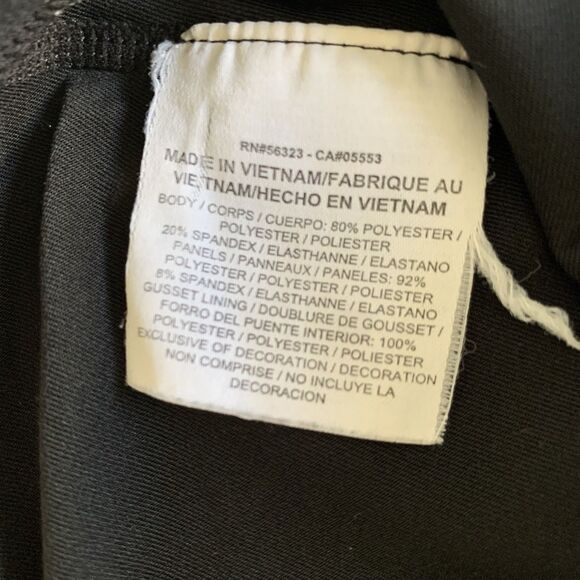 RN#56323 - CA#05553
MADE IN VIETNAM/FABRIQUE AU
VIETNAM/HECHO EN VIETNAM
BODY / CORPS / CUERPO: 80% POLYESTER /
POLYESTER / POLIESTER
20% SPANDEX / ELASTHANNE / ELASTANO
PANELS / PANNEAUX / PANELES: 92%
POLYESTER / POLYESTER / POLIESTER
8% SPANDEX / ELASTHANNE / ELASTANO
GUSSET LINING / DOUBLURE DE GOUSSET /
FORRO DEL PUENTE INTERIOR: 100%
POLYESTER / POLYESTER / POLIESTER
EXCLUSIVE OF DECORATION / DECORATION
NON COMPRISE / NO INCLUYE LA
DECORACION